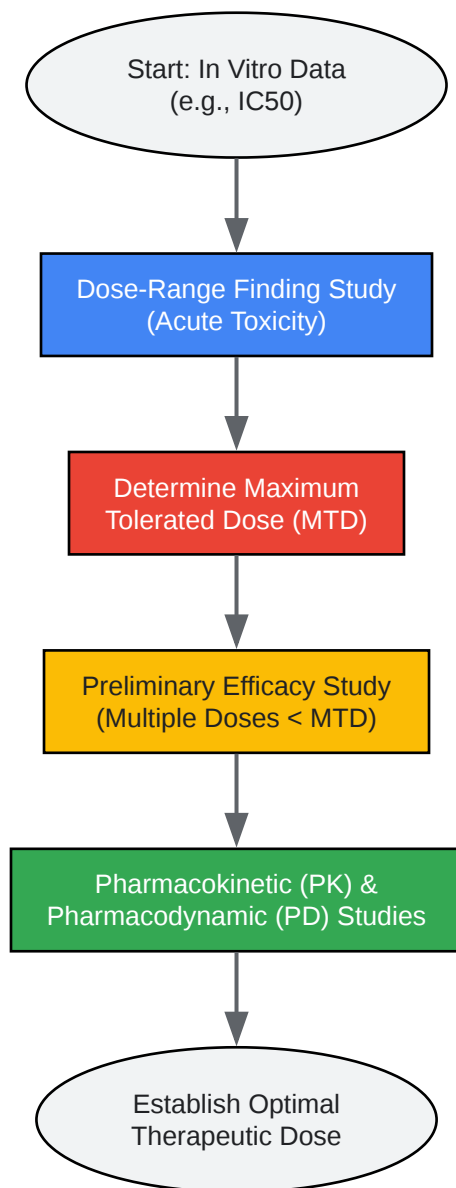 Start: In Vitro Data
(e.g., IC50)
Dose-Range Finding Study
(Acute Toxicity)
Determine Maximum
Tolerated Dose (MTD)
Preliminary Efficacy Study
(Multiple Doses < MTD)
Pharmacokinetic (PK) &
Pharmacodynamic (PD) Studies
Establish Optimal
Therapeutic Dose